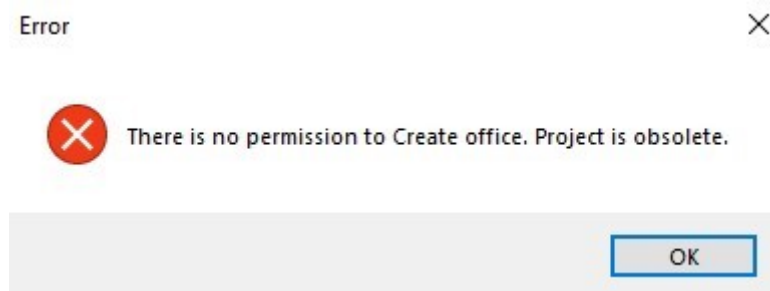 Error
There is no permission to Create office. Project is obsolete.
OK